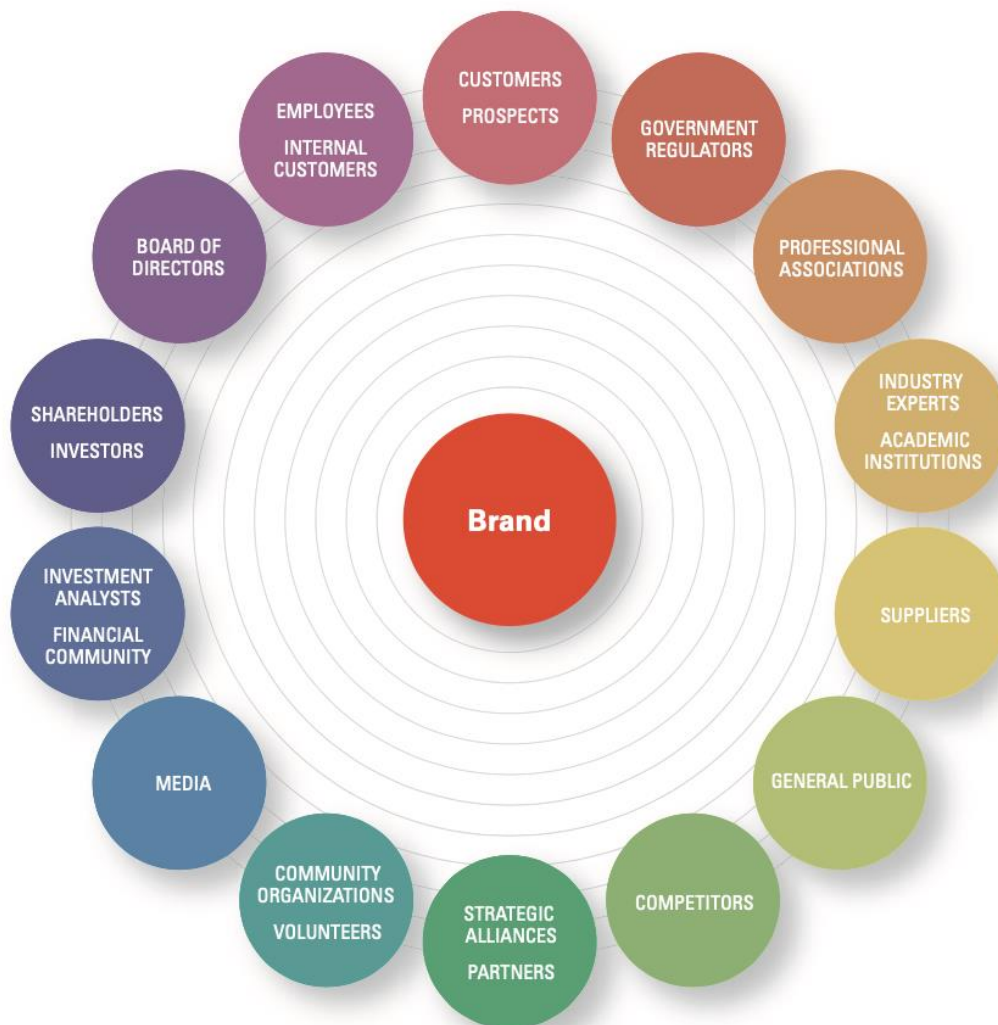 CUSTOMERS
PROSPECTS
GOVERNMENT
REGULATORS
PROFESSIONAL
ASSOCIATIONS
INDUSTRY
EXPERTS
ACADEMIC
INSTITUTIONS
SUPPLIERS
GENERAL PUBLIC
COMPETITORS
STRATEGIC
ALLIANCES
PARTNERS
COMMUNITY
ORGANIZATIONS
VOLUNTEERS
MEDIA
INVESTMENT
ANALYSTS
FINANCIAL
COMMUNITY
SHAREHOLDERS
INVESTORS
BOARD OF
DIRECTORS
EMPLOYEES
INTERNAL
CUSTOMERS
Brand